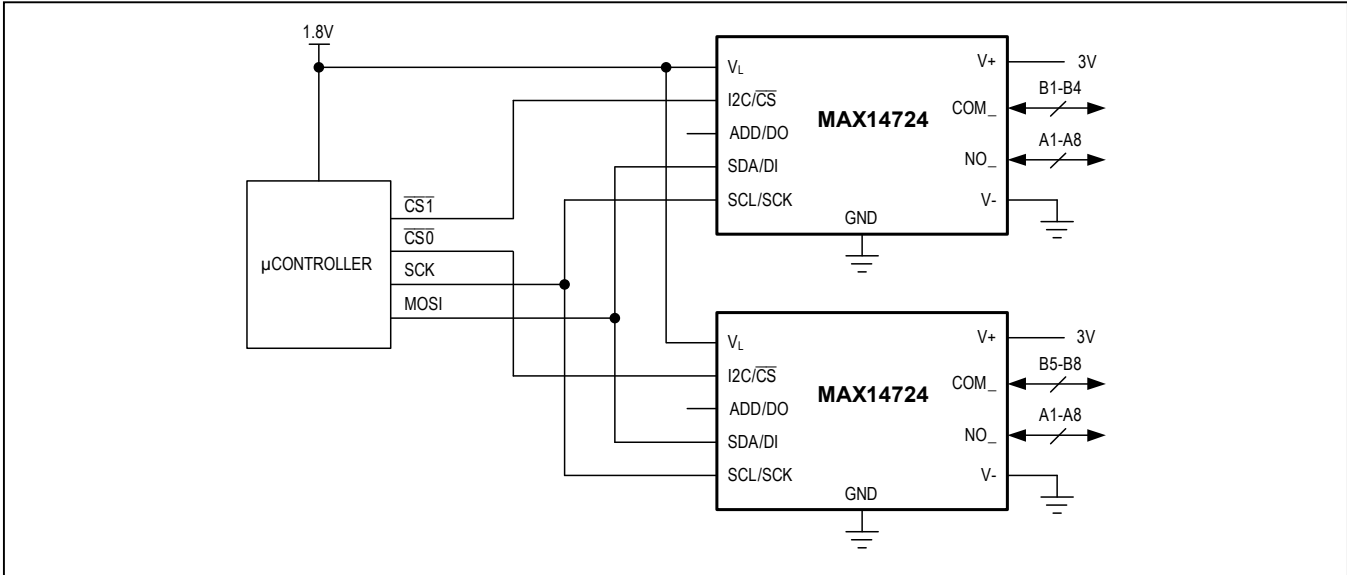 1.8V
VL
I2C/CS
ADD/DO
SDA/DI
SCL/SCK
MAX14724
GND
V+
COM_
NO_
V-
3V
B1-B4
A1-A8
µCONTROLLER
CS1
CS0
SCK
MOSI
VL
I2C/CS
ADD/DO
SDA/DI
SCL/SCK
MAX14724
GND
V+
COM_
NO_
V-
3V
B5-B8
A1-A8